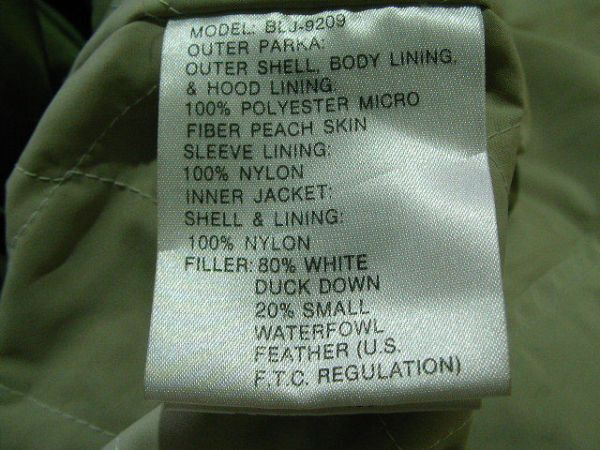 MODEL: BLJ-9209
OUTER PARKA:
OUTER SHELL, BODY LINING,
& HOOD LINING:
100% POLYESTER MICRO
FIBER PEACH SKIN
SLEEVE LINING:
100% NYLON
INNER JACKET:
SHELL & LINING:
100% NYLON
FILLER: 80% WHITE
DUCK DOWN
20% SMALL
WATERFOWL
FEATHER (U.S.
F.T.C. REGULATION)